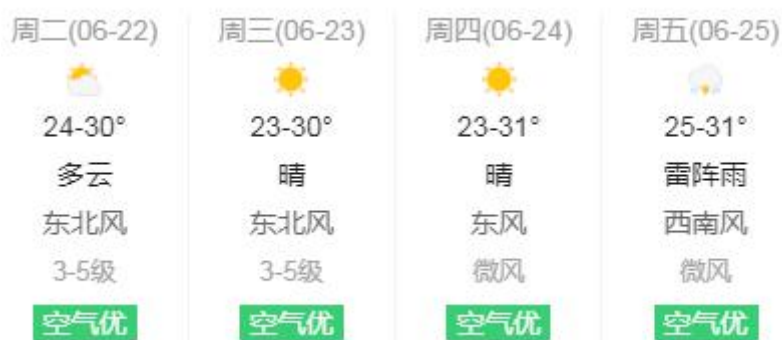 周二(06-22)
24-30°
多云
东北风
3-5级
空气优
周三(06-23)
23-30°
晴
东北风
3-5级
空气优
周四(06-24)
23-31°
晴
东风
微风
空气优
周五(06-25)
25-31°
雷阵雨
西南风
微风
空气优